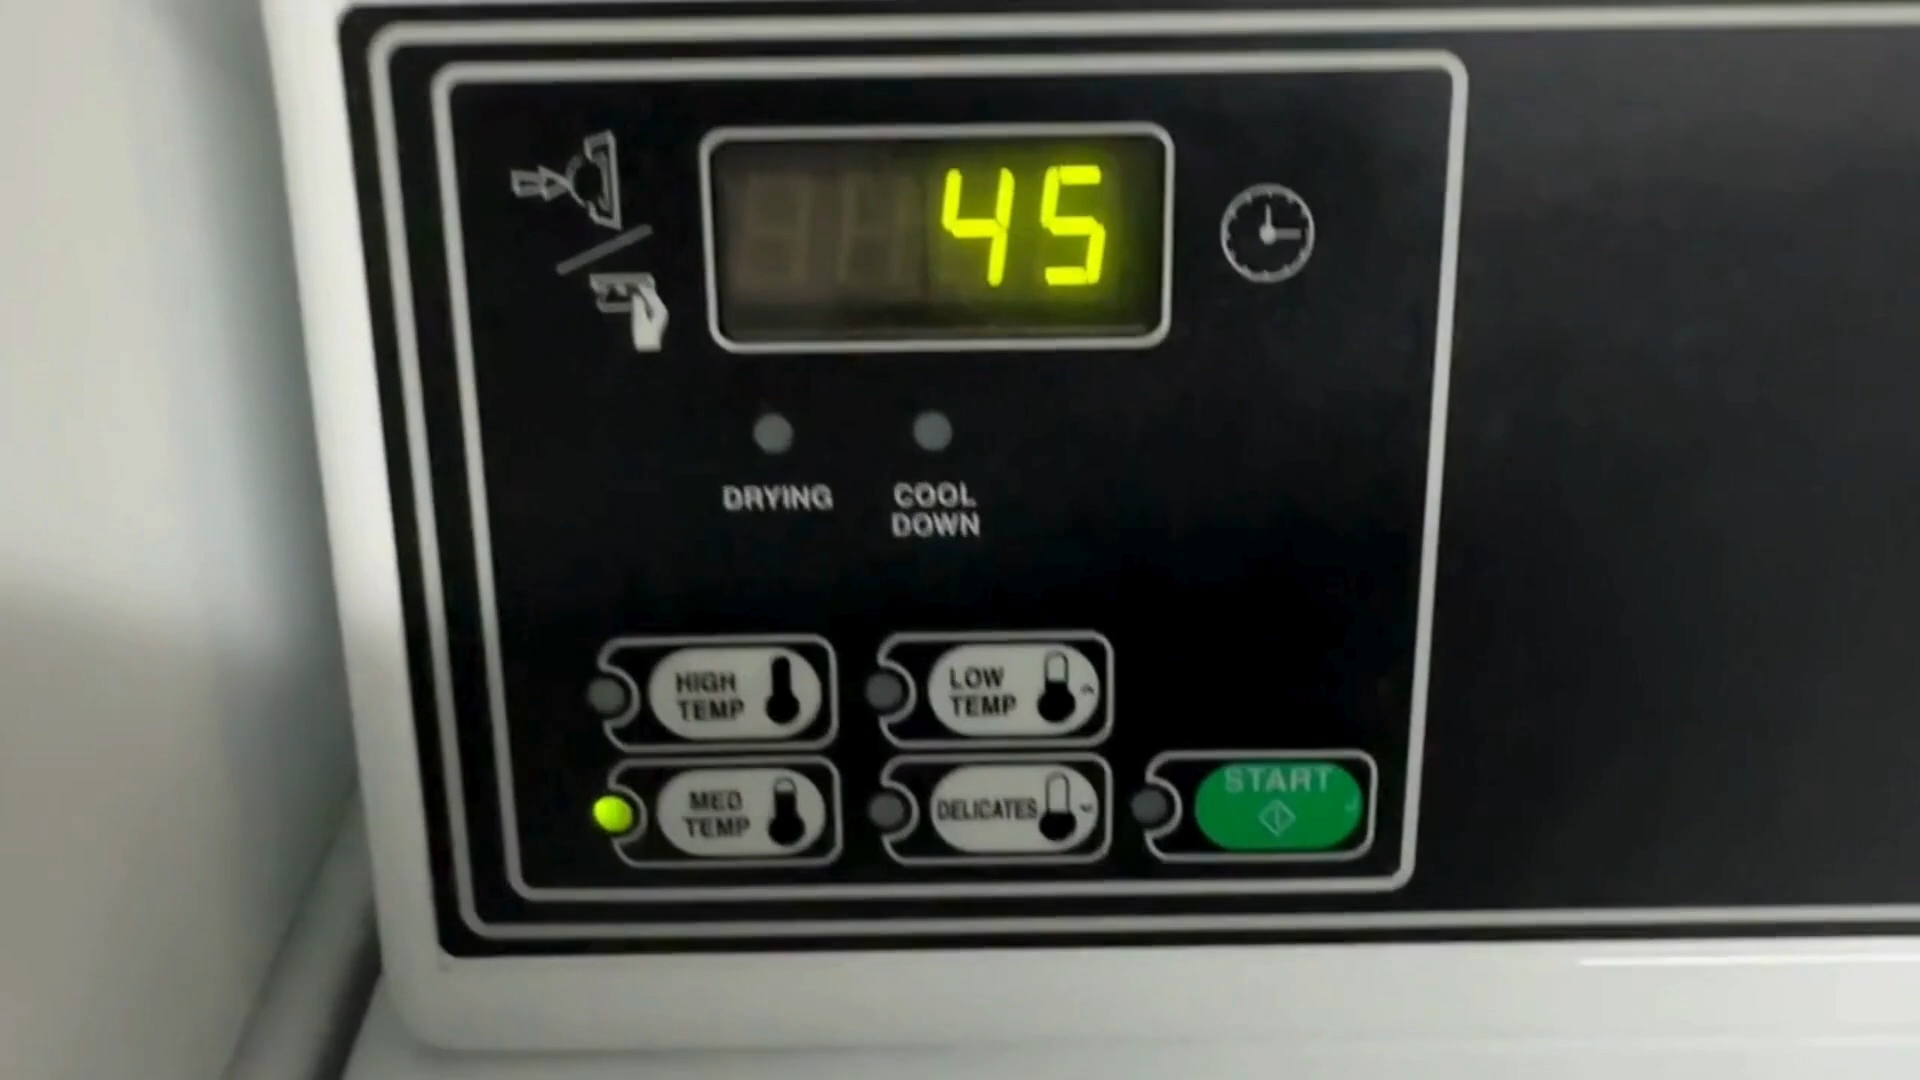 45
DRYING
COOL
DOWN
HIGH
TEMP
LOW
TEMP
MED
TEMP
DELICATES
START